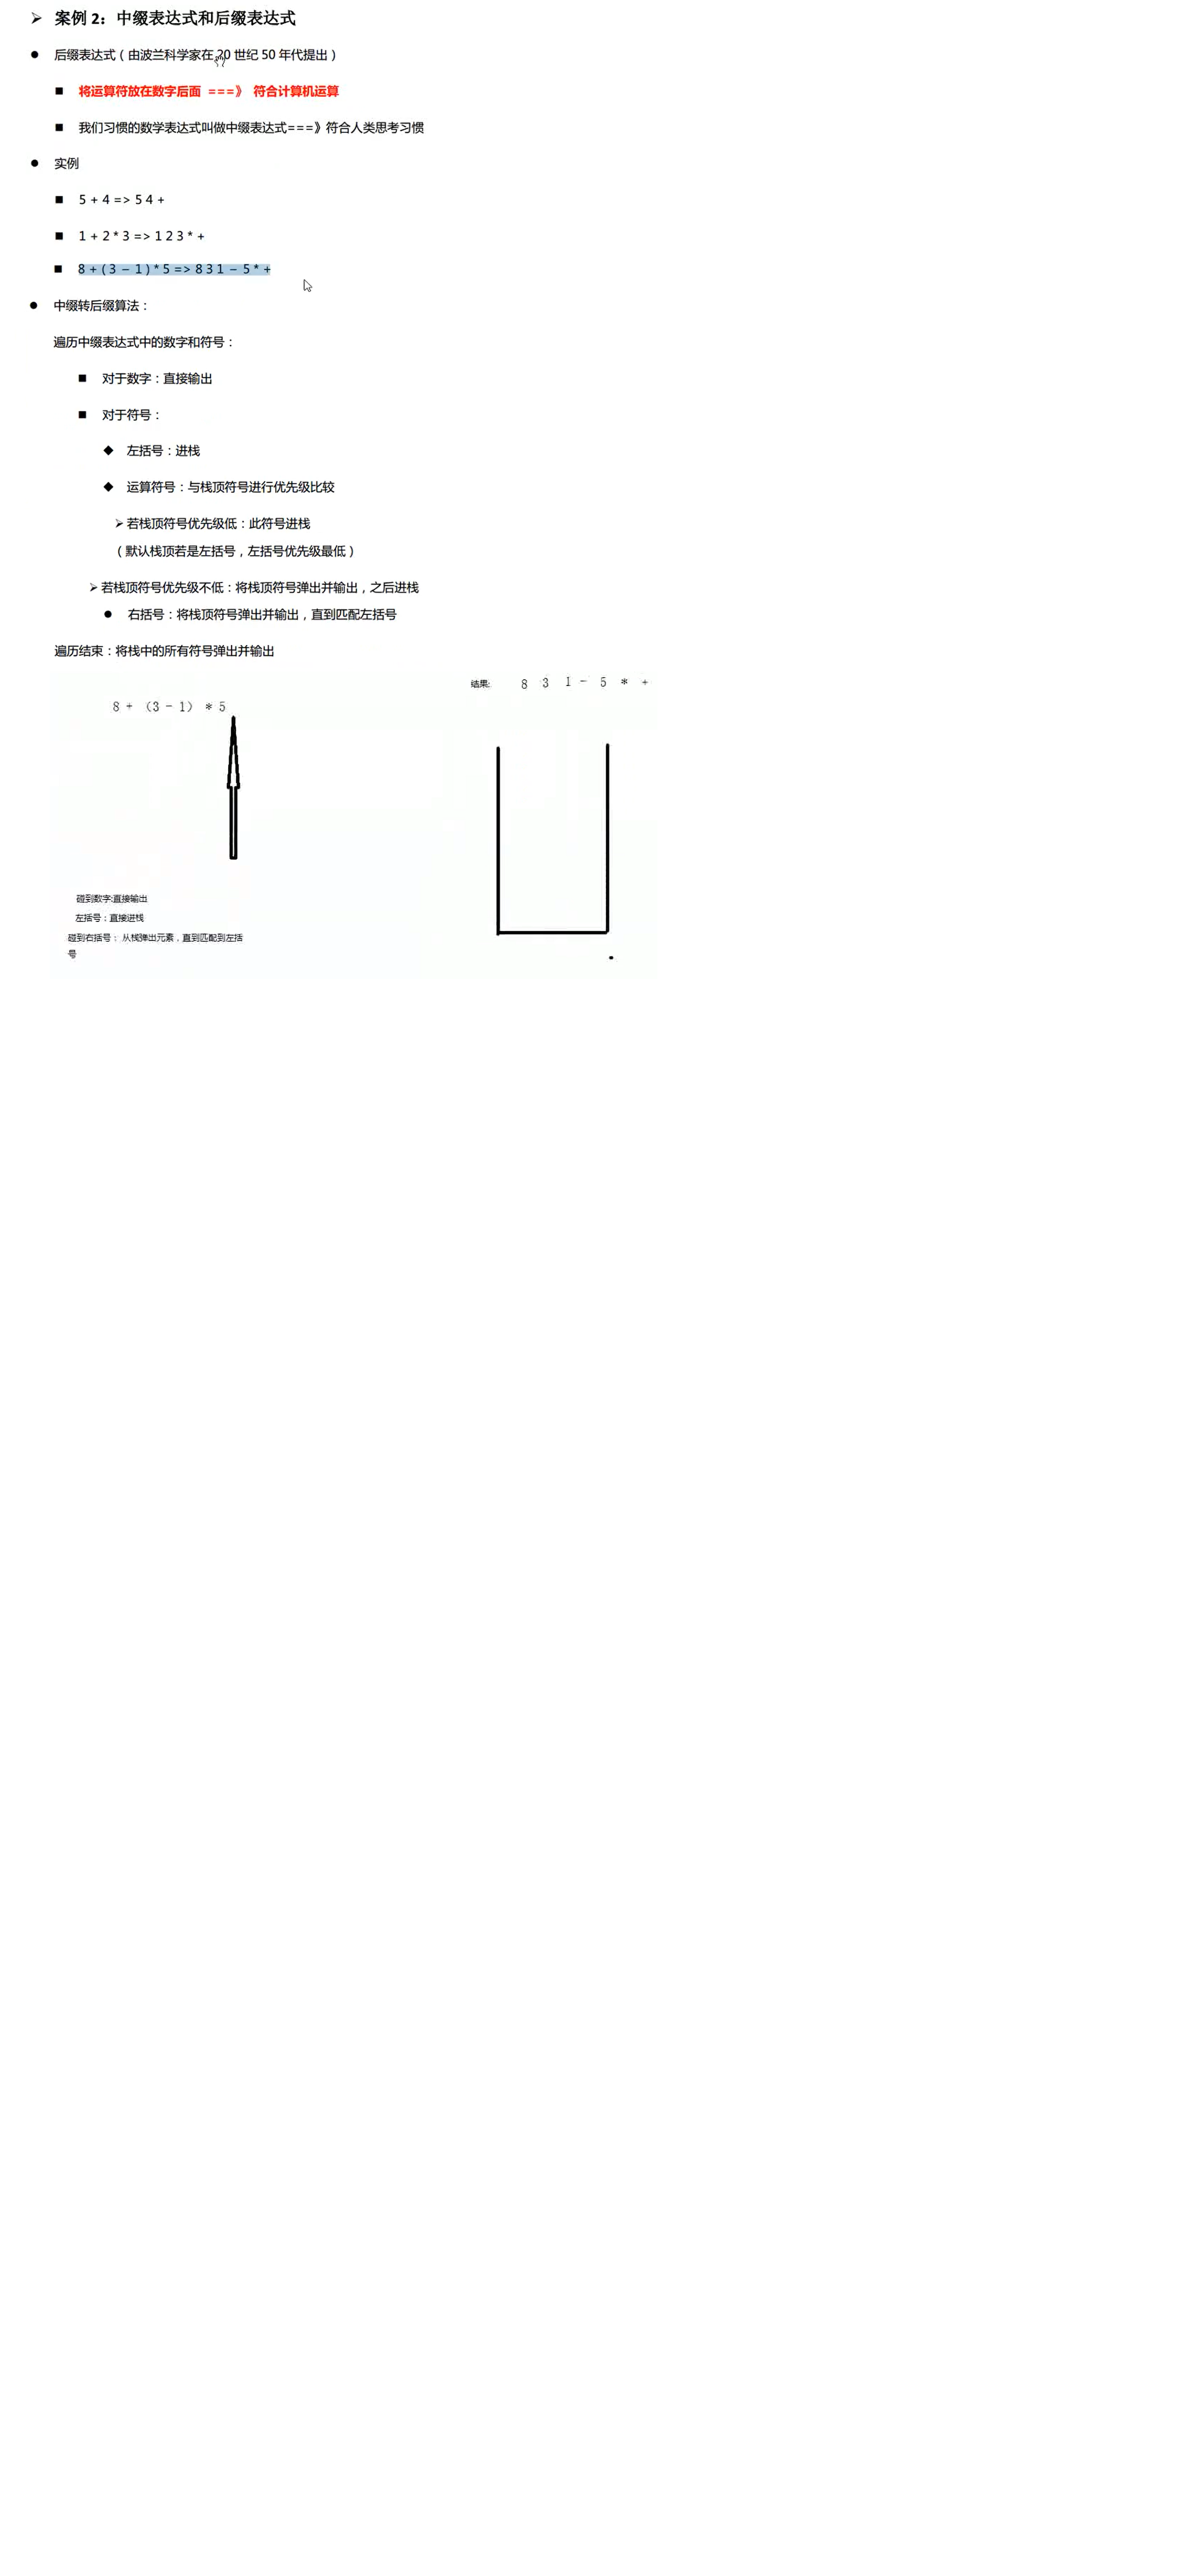 案例 2：中缀表达式和后缀表达式
后缀表达式（由波兰科学家在 20 世纪 50 年代提出）
将运算符放在数字后面 ===》 符合计算机运算
我们习惯的数学表达式叫做中缀表达式===》符合人类思考习惯
实例
5 + 4 => 5 4 +
1 + 2 * 3 => 1 2 3 * +
8 + ( 3 – 1 ) * 5 => 8 3 1 – 5 * +
中缀转后缀算法：
遍历中缀表达式中的数字和符号：
对于数字：直接输出
对于符号：
左括号：进栈
运算符号：与栈顶符号进行优先级比较
若栈顶符号优先级低：此符号进栈
（默认栈顶若是左括号，左括号优先级最低）
若栈顶符号优先级不低：将栈顶符号弹出并输出，之后进栈
右括号：将栈顶符号弹出并输出，直到匹配左括号
遍历结束：将栈中的所有符号弹出并输出
结果: 8 3 1 - 5 * +
8 + （3 - 1） * 5
碰到数字:直接输出
左括号：直接进栈
碰到右括号： 从栈弹出元素，直到匹配到左括
号